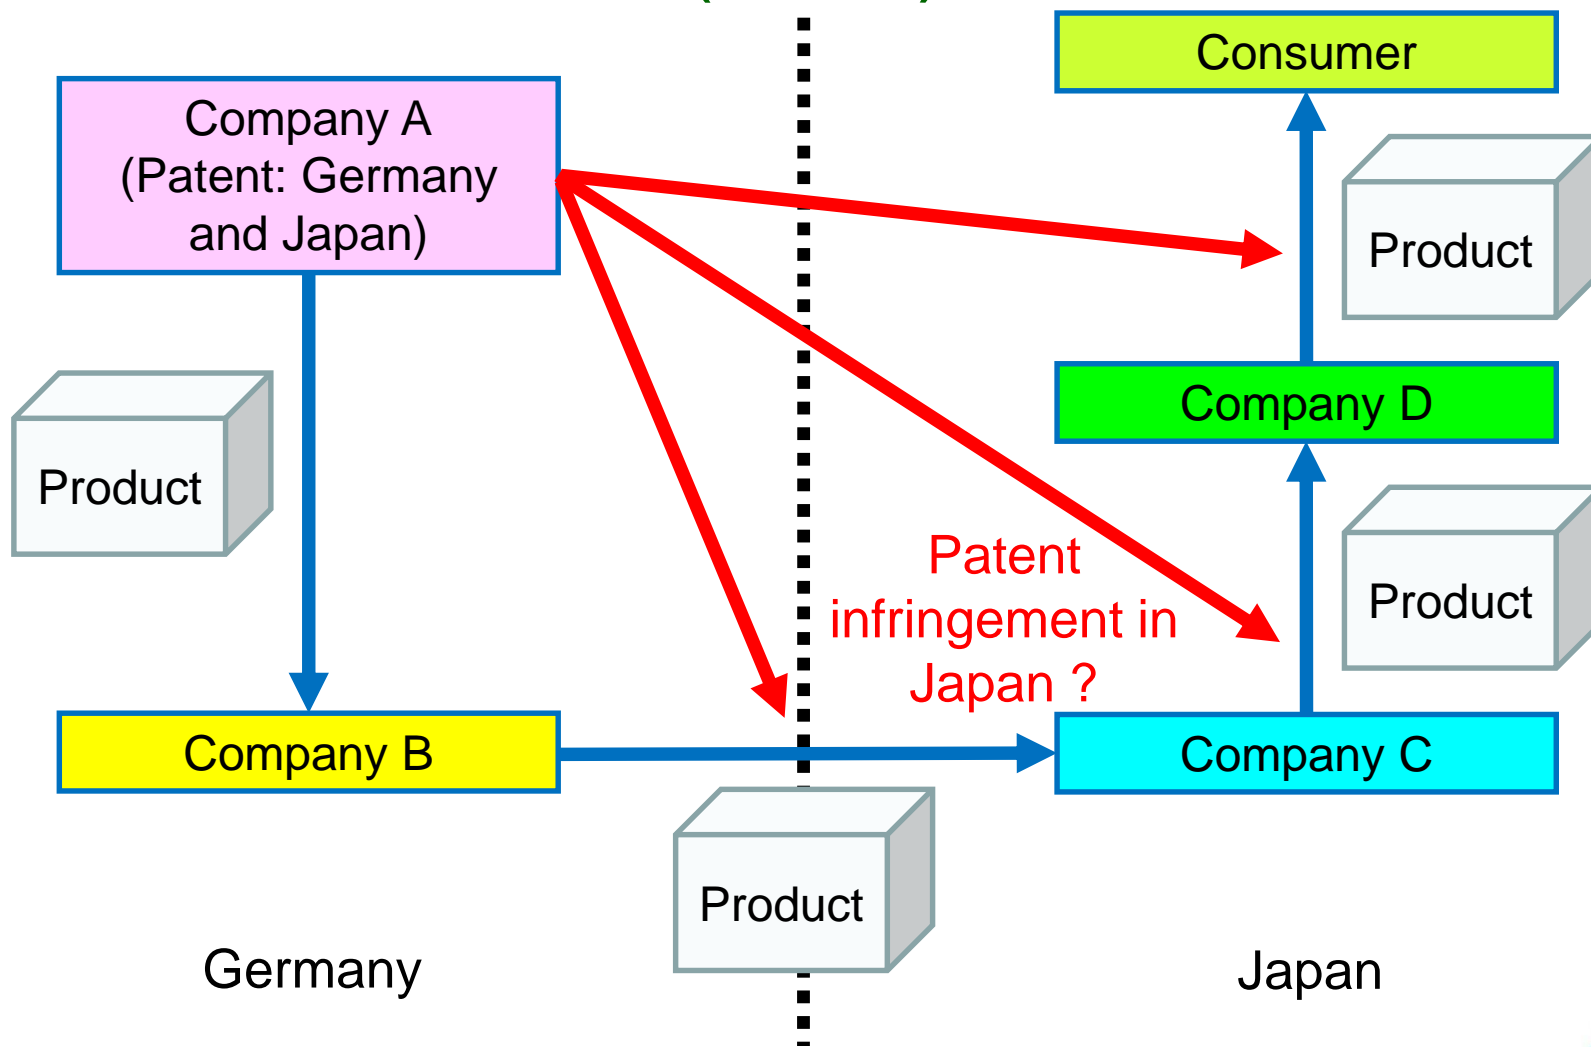 Consumer
Company A
(Patent: Germany
and Japan)
Product
Company D
Product
Patent
infringement in
Japan ?
Product
Company B
Company C
Product
Germany
Japan